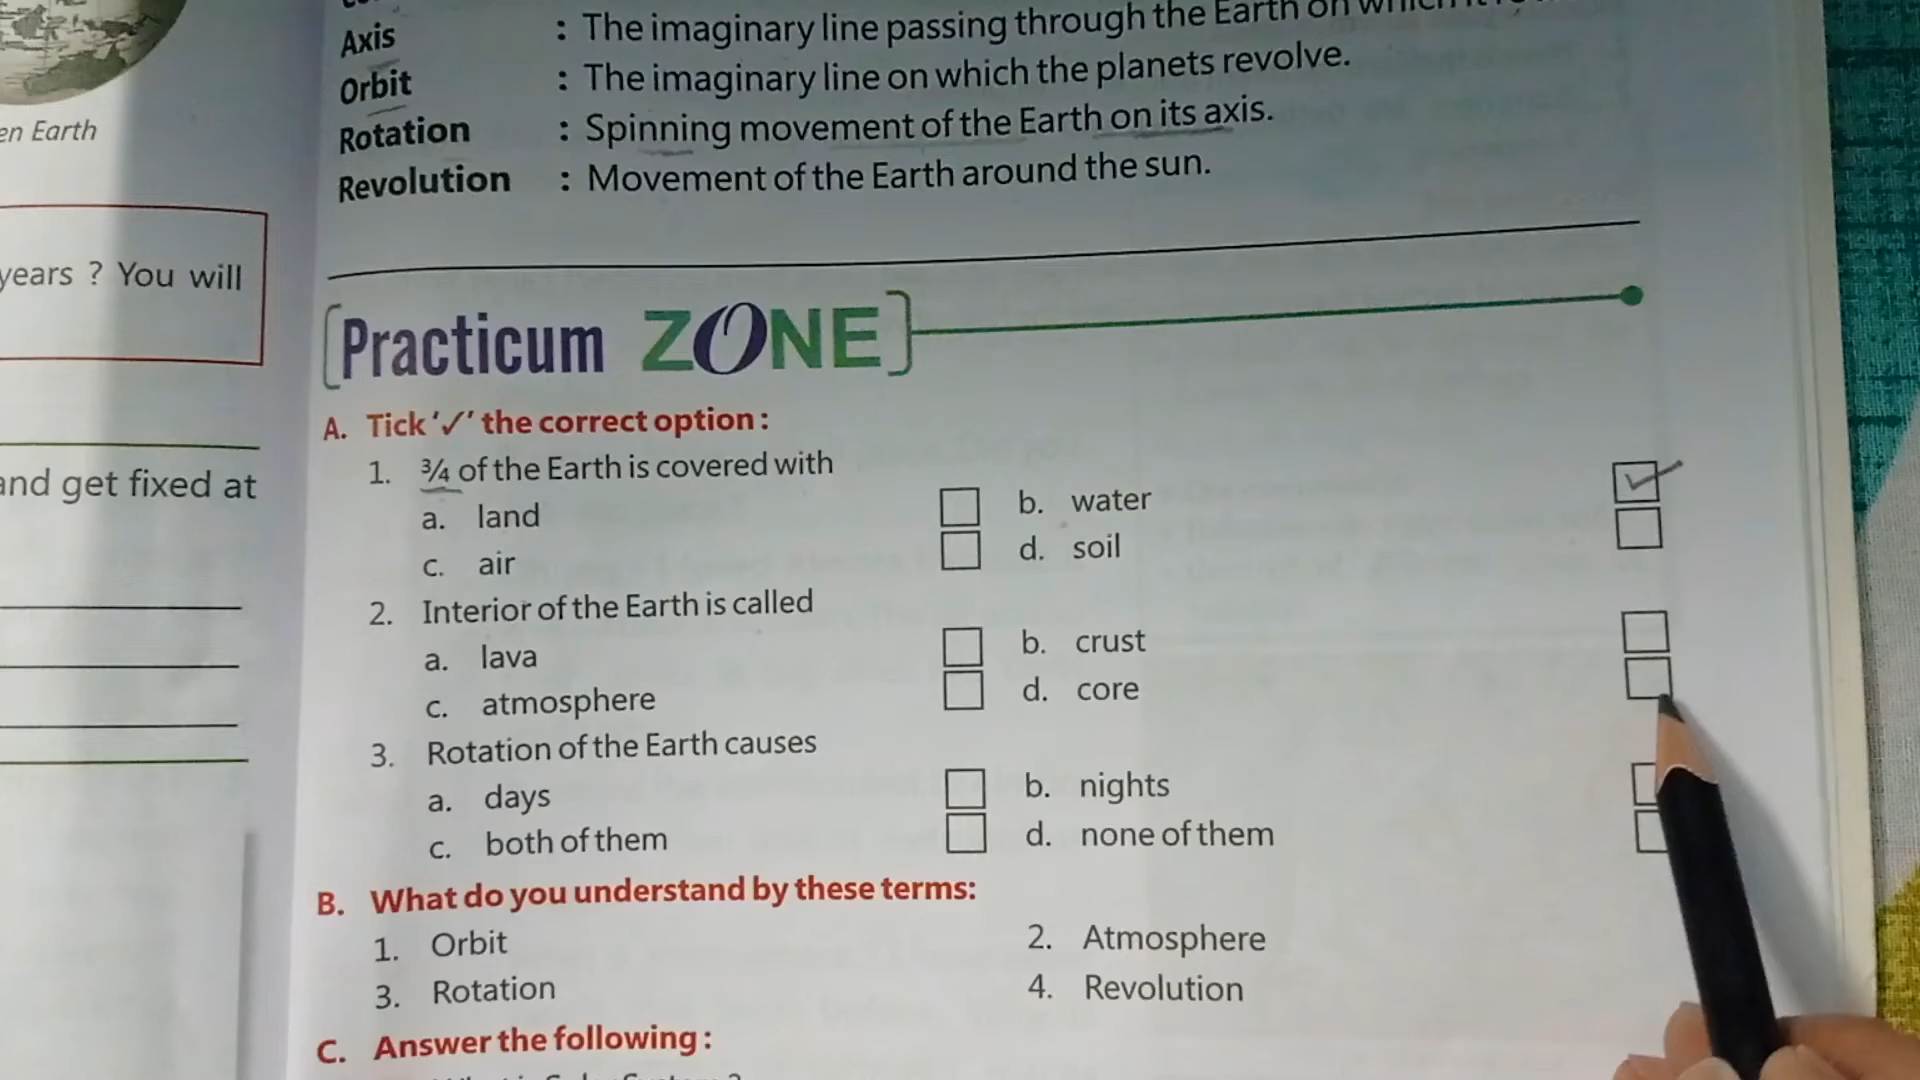 en Earth
years ? You will
and get fixed at
Axis : The imaginary line passing through the Earth on which it
Orbit : The imaginary line on which the planets revolve.
Rotation : Spinning movement of the Earth on its axis.
Revolution : Movement of the Earth around the sun.
Practicum ZONE
A. Tick '✓' the correct option :
1. ¾ of the Earth is covered with
a. land b. water
c. air d. soil
2. Interior of the Earth is called
a. lava b. crust
c. atmosphere d. core
3. Rotation of the Earth causes
a. days b. nights
c. both of them d. none of them
B. What do you understand by these terms:
1. Orbit 2. Atmosphere
3. Rotation 4. Revolution
C. Answer the following :